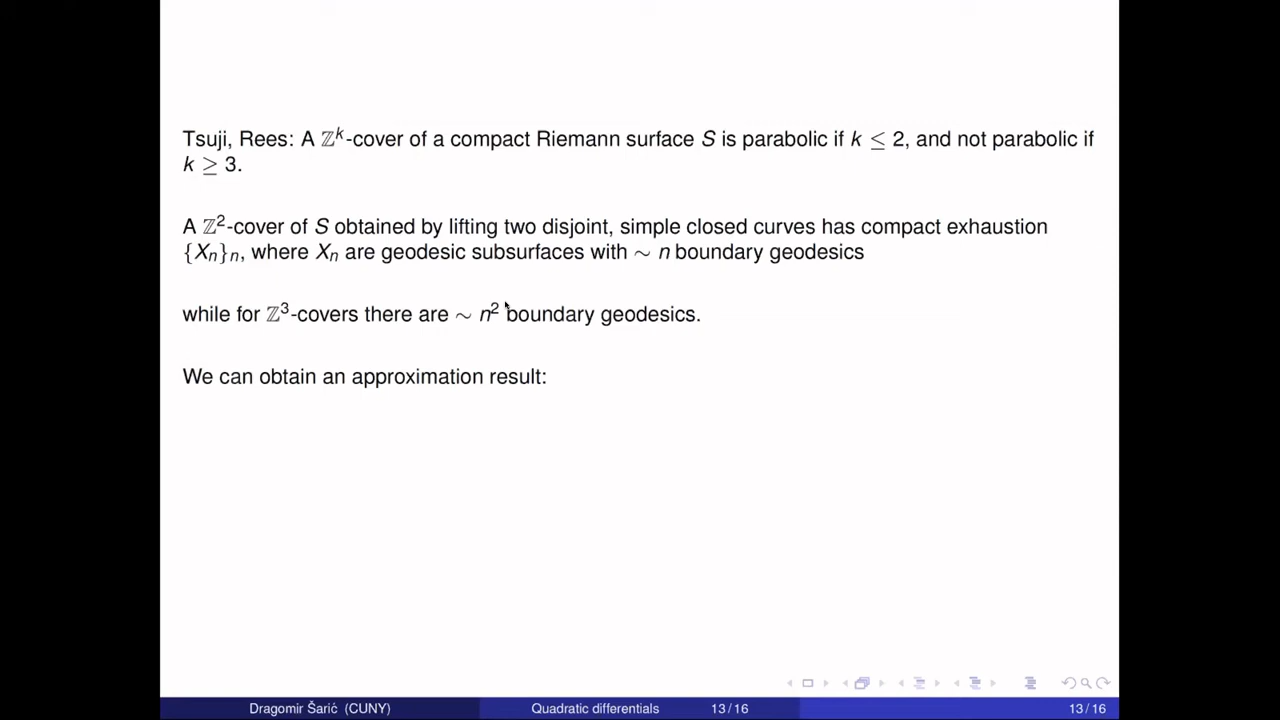 Tsuji, Rees: A ℤᵏ-cover of a compact Riemann surface S is parabolic if k ≤ 2, and not parabolic if
k ≥ 3.
A ℤ²-cover of S obtained by lifting two disjoint, simple closed curves has compact exhaustion
{Xₙ}ₙ, where Xₙ are geodesic subsurfaces with ∼ n boundary geodesics
while for ℤ³-covers there are ∼ n² boundary geodesics.
We can obtain an approximation result:
Dragomir Šarić (CUNY) Quadratic differentials 13 / 16 13 / 16